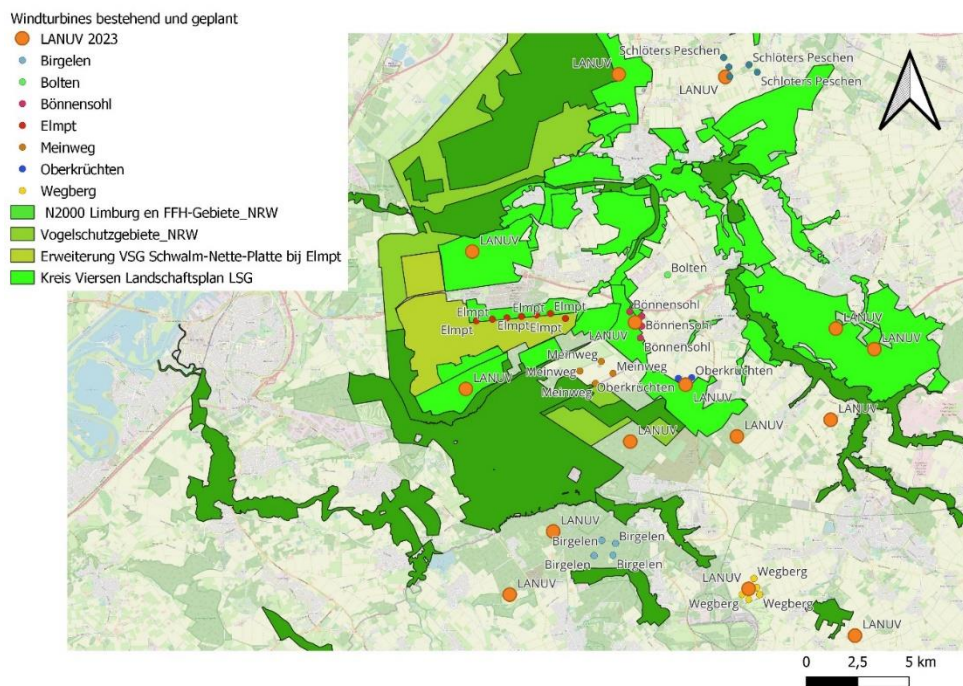 Windturbines bestehend und geplant
LANUV 2023
Birgelen
Bolten
Bönnensohl
Elmpt
Meinweg
Oberkrüchten
Wegberg
N2000 Limburg en FFH-Gebiete_NRW
Vogelschutzgebiete_NRW
Erweiterung VSG Schwalm-Nette-Platte bij Elmpt
Kreis Viersen Landschaftsplan LSG
Schlöters Peschen
Schlöters Peschen
LANUV
LANUV
Schloters Peschen
LANUV
Bolten
Elmpt
Elmpt
Elmpt
Elmpt
Elmpt
Elmpt
Bönnensohl
Bönnensohl
LANUV
Bönnensohl
LANUV
LANUV
Meinweg
Meinweg
Meinweg
Meinweg
Oberkrüchten
Oberkrüchten
LANUV
LANUV
LANUV
LANUV
LANUV
LANUV
Birgelen
Birgelen
Birgelen
Birgelen
LANUV
LANUV
Wegberg
Wegberg
Wegberg
LANUV
0 2,5 5 km